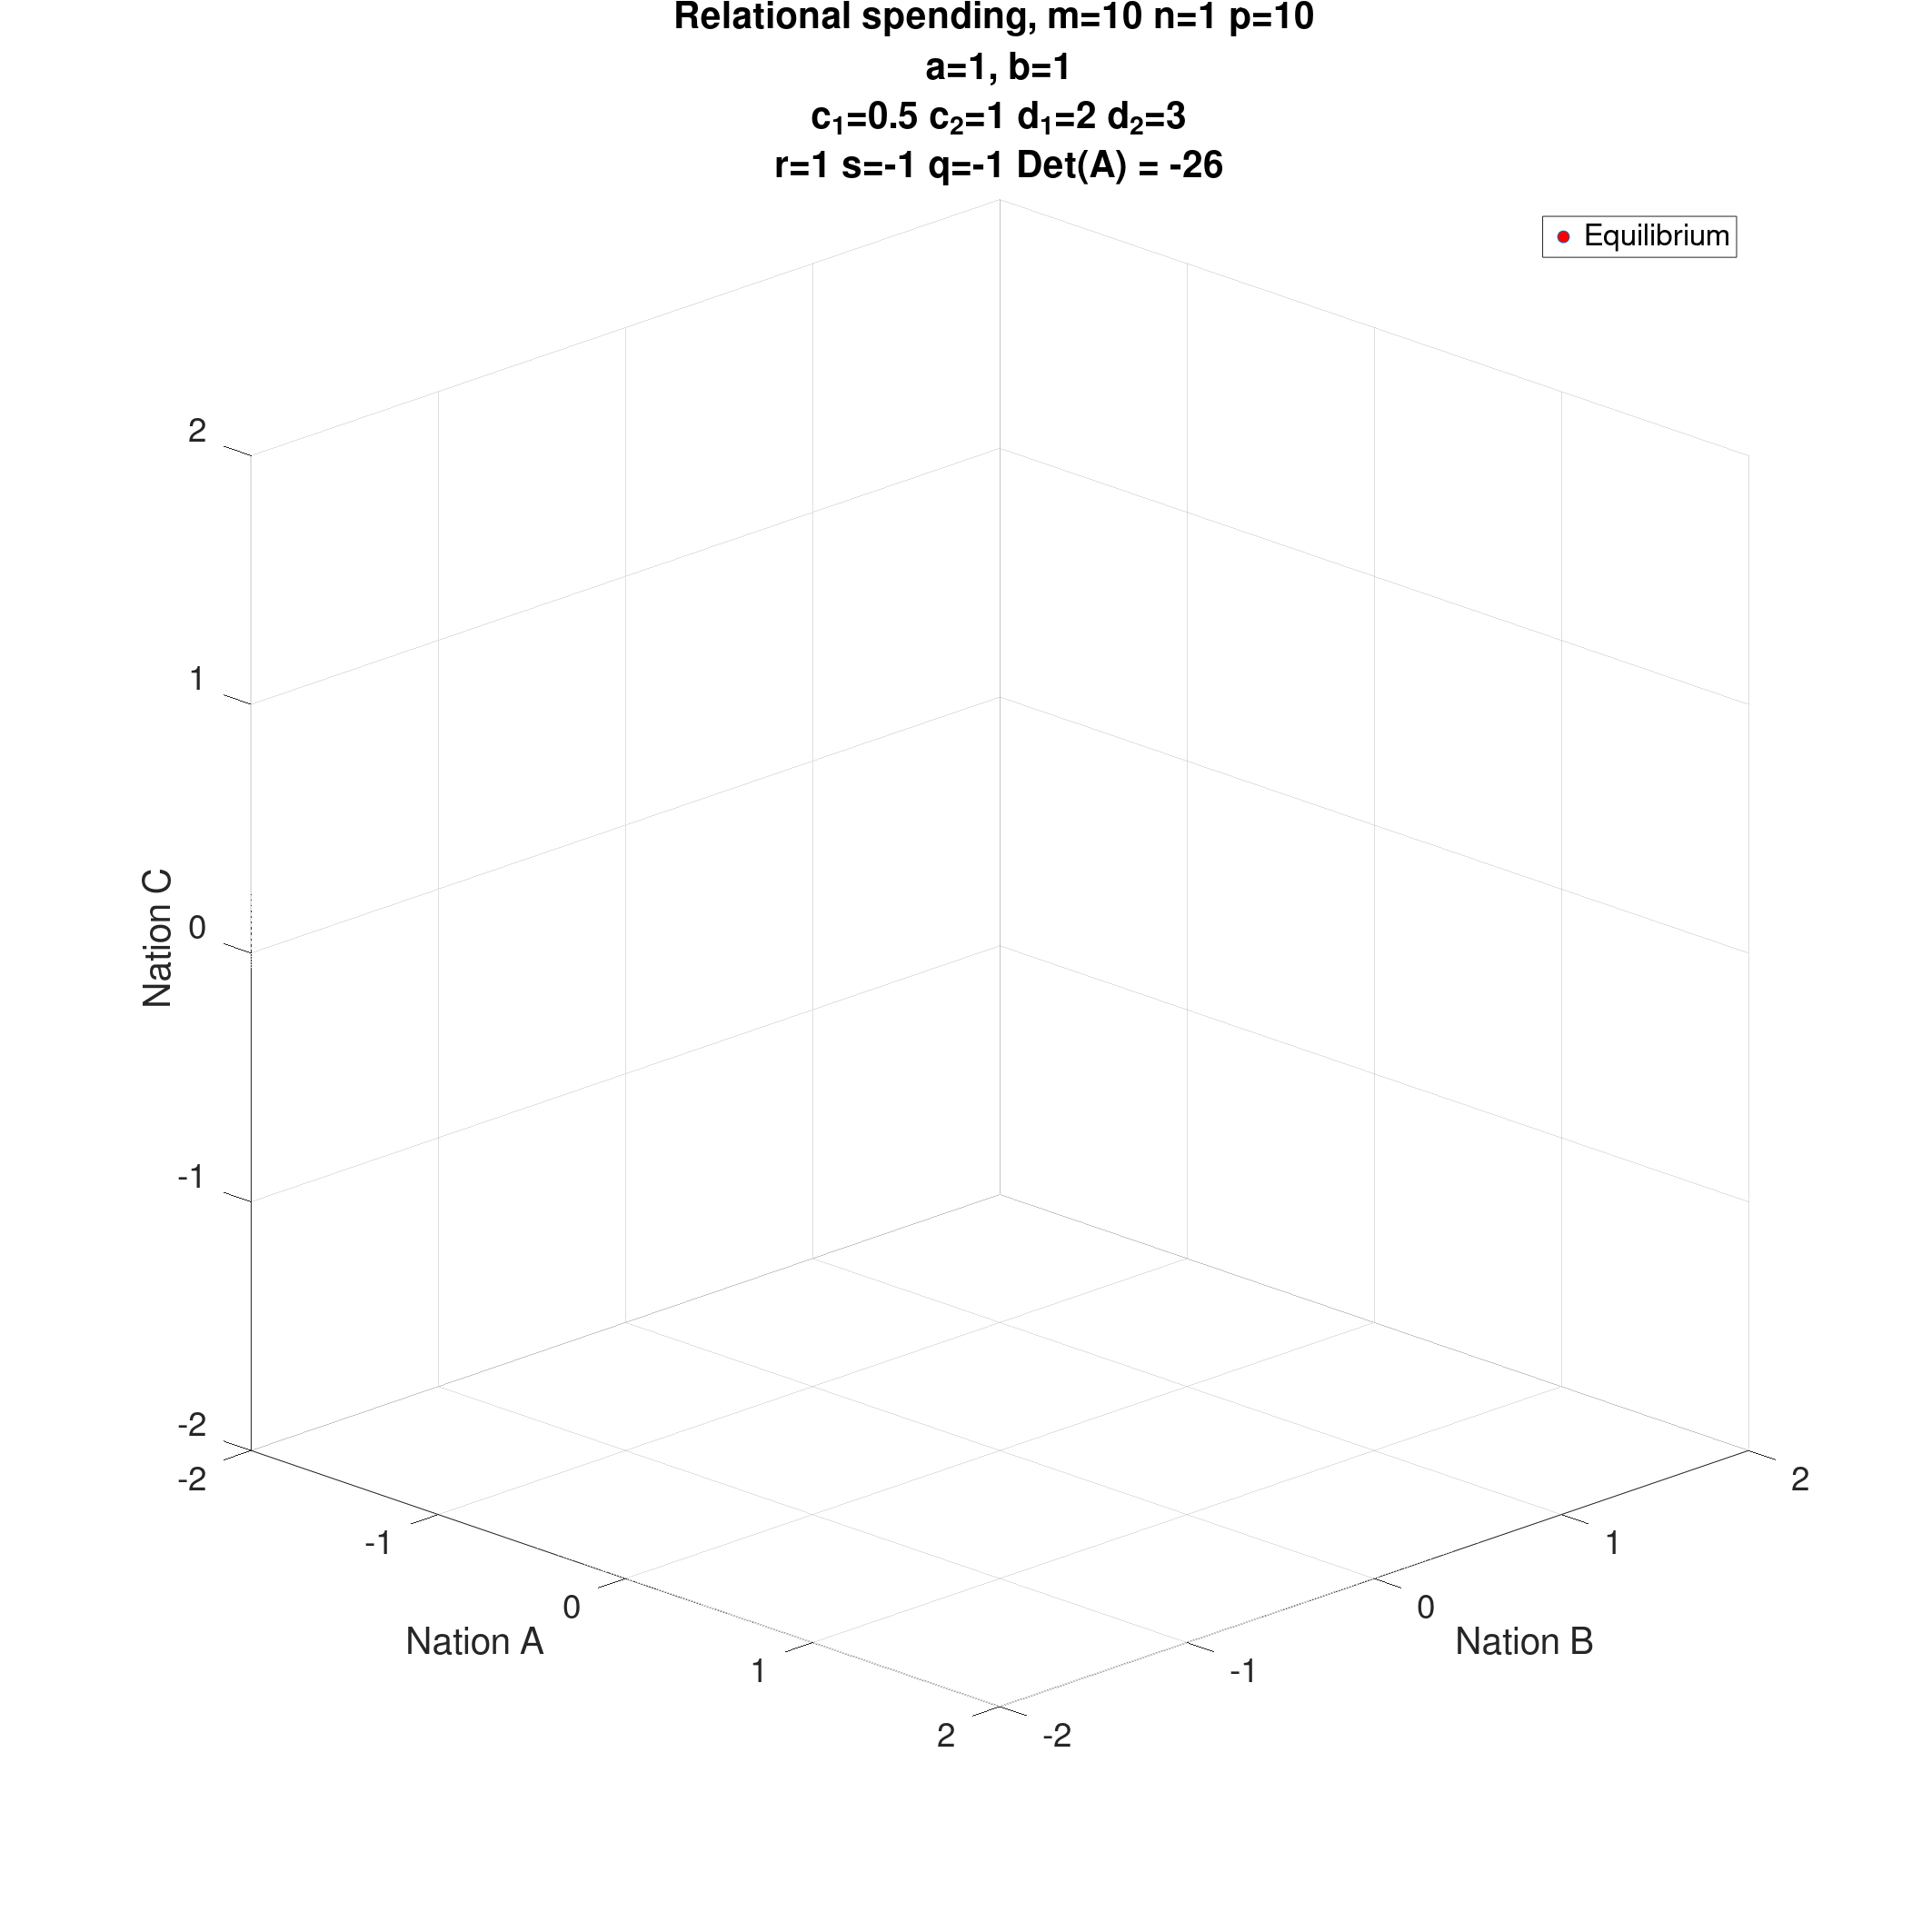 Relational spending, m=10 n=1 p=10
a=1, b=1
c₁=0.5 c₂=1 d₁=2 d₂=3
r=1 s=-1 q=-1 Det(A) = -26
Equilibrium
2
1
0
-1
-2
Nation C
-2
-1
0
1
2
Nation A
-2
-1
0
1
2
Nation B